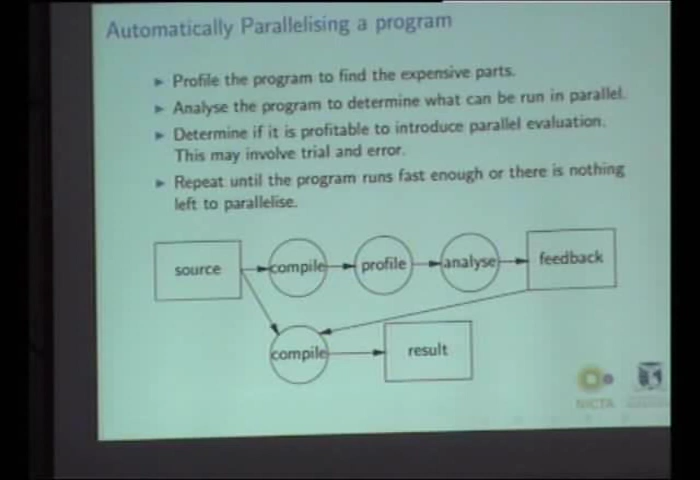 Automatically Parallelising a program
Profile the program to find the expensive parts.
Analyse the program to determine what can be run in parallel.
Determine if it is profitable to introduce parallel evaluation.
This may involve trial and error.
Repeat until the program runs fast enough or there is nothing
left to parallelise.
source compile profile analyse feedback
compile result
NICTA